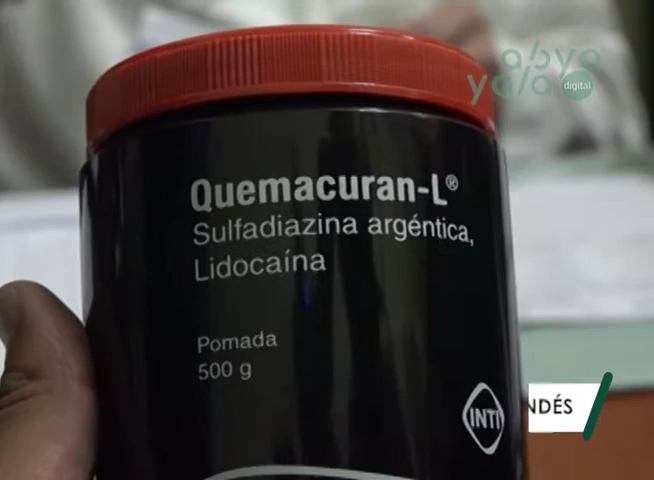 abya
yala
digital
Quemacuran-L®
Sulfadiazina argéntica,
Lidocaína
Pomada
500 g
INTI
NDÉS